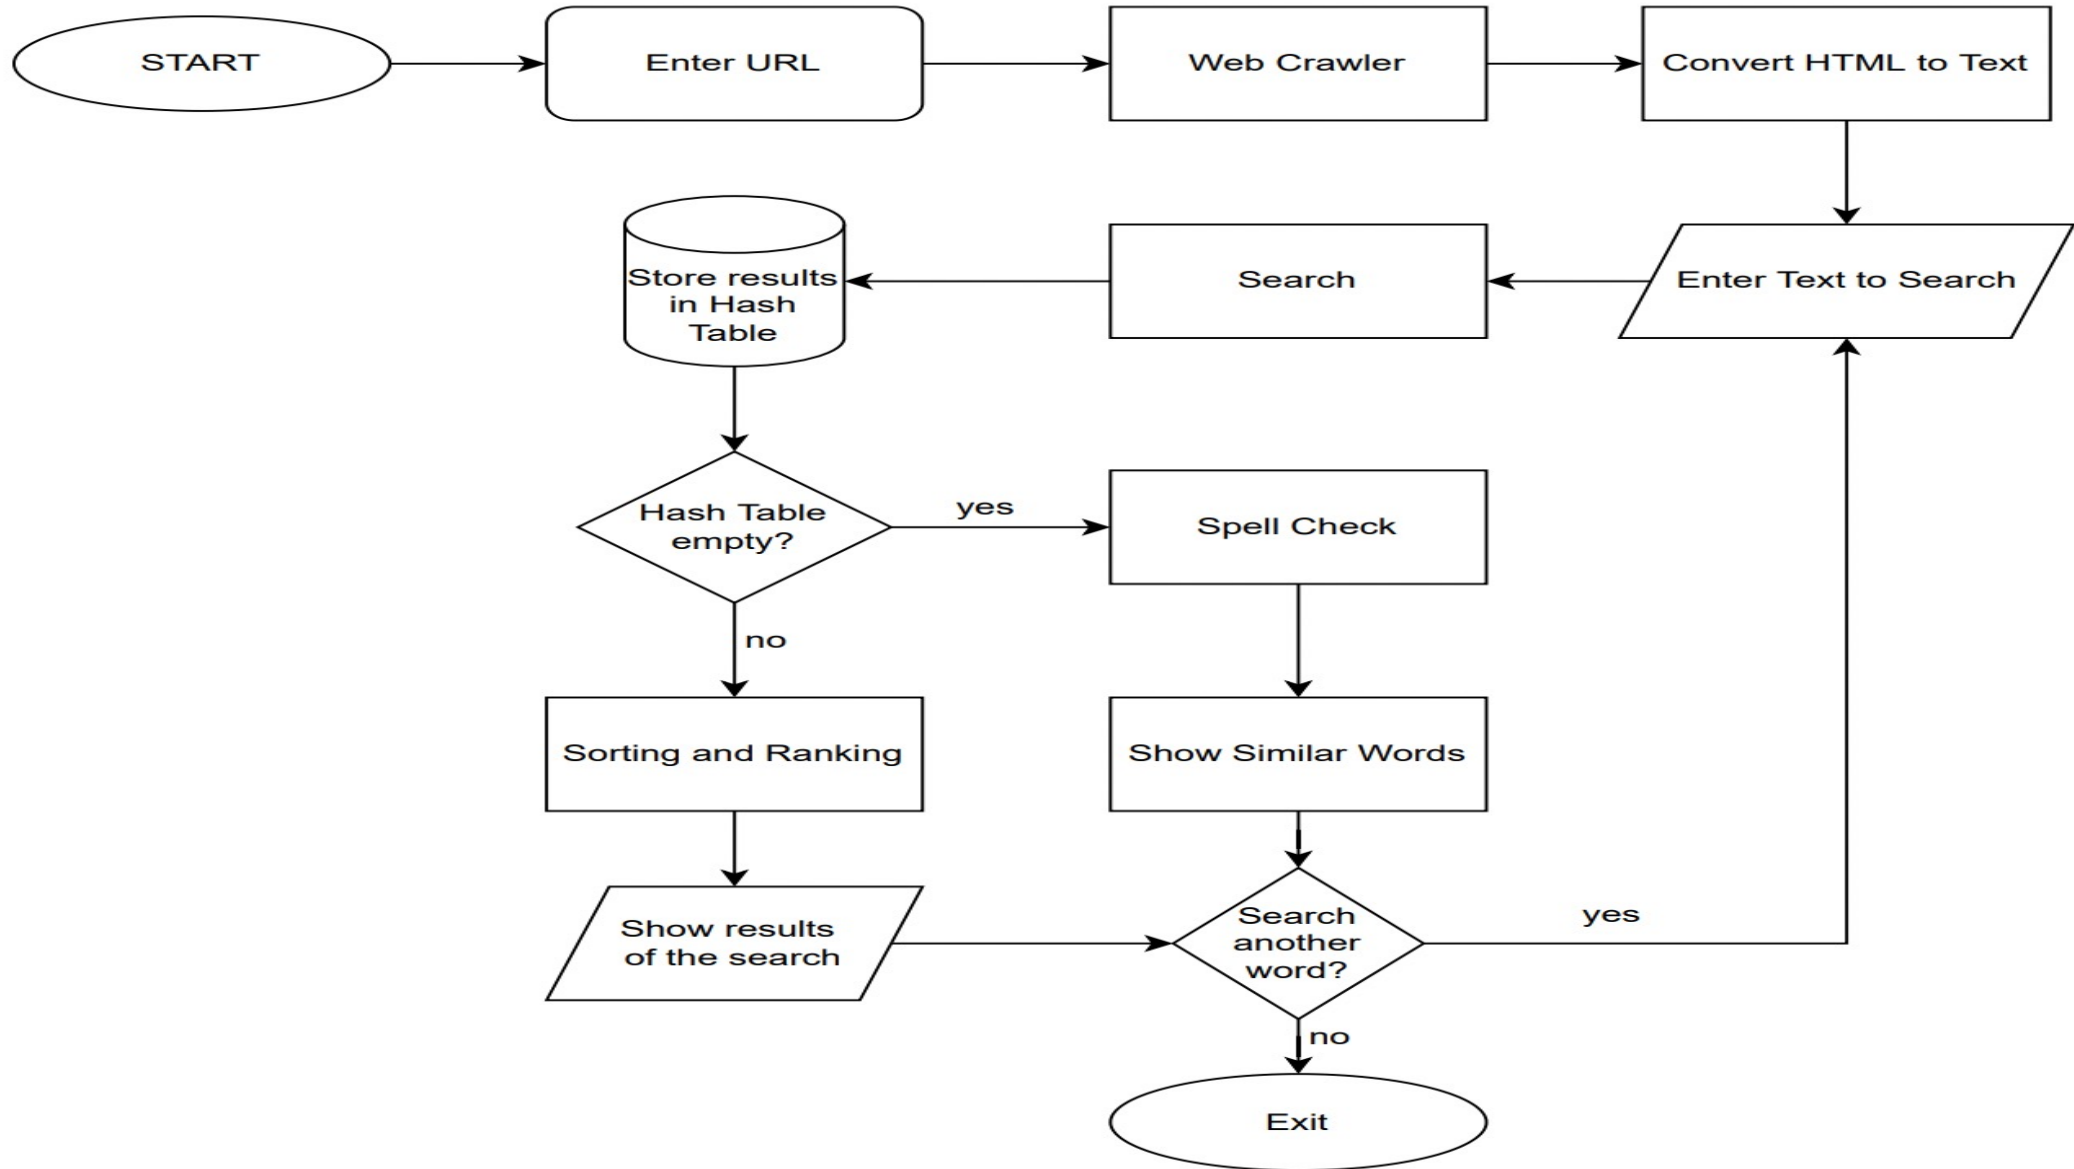 START
Enter URL
Web Crawler
Convert HTML to Text
Store results
in Hash
Table
Search
Enter Text to Search
Hash Table
empty?
yes
Spell Check
no
Sorting and Ranking
Show Similar Words
Show results
of the search
Search
another
word?
yes
no
Exit